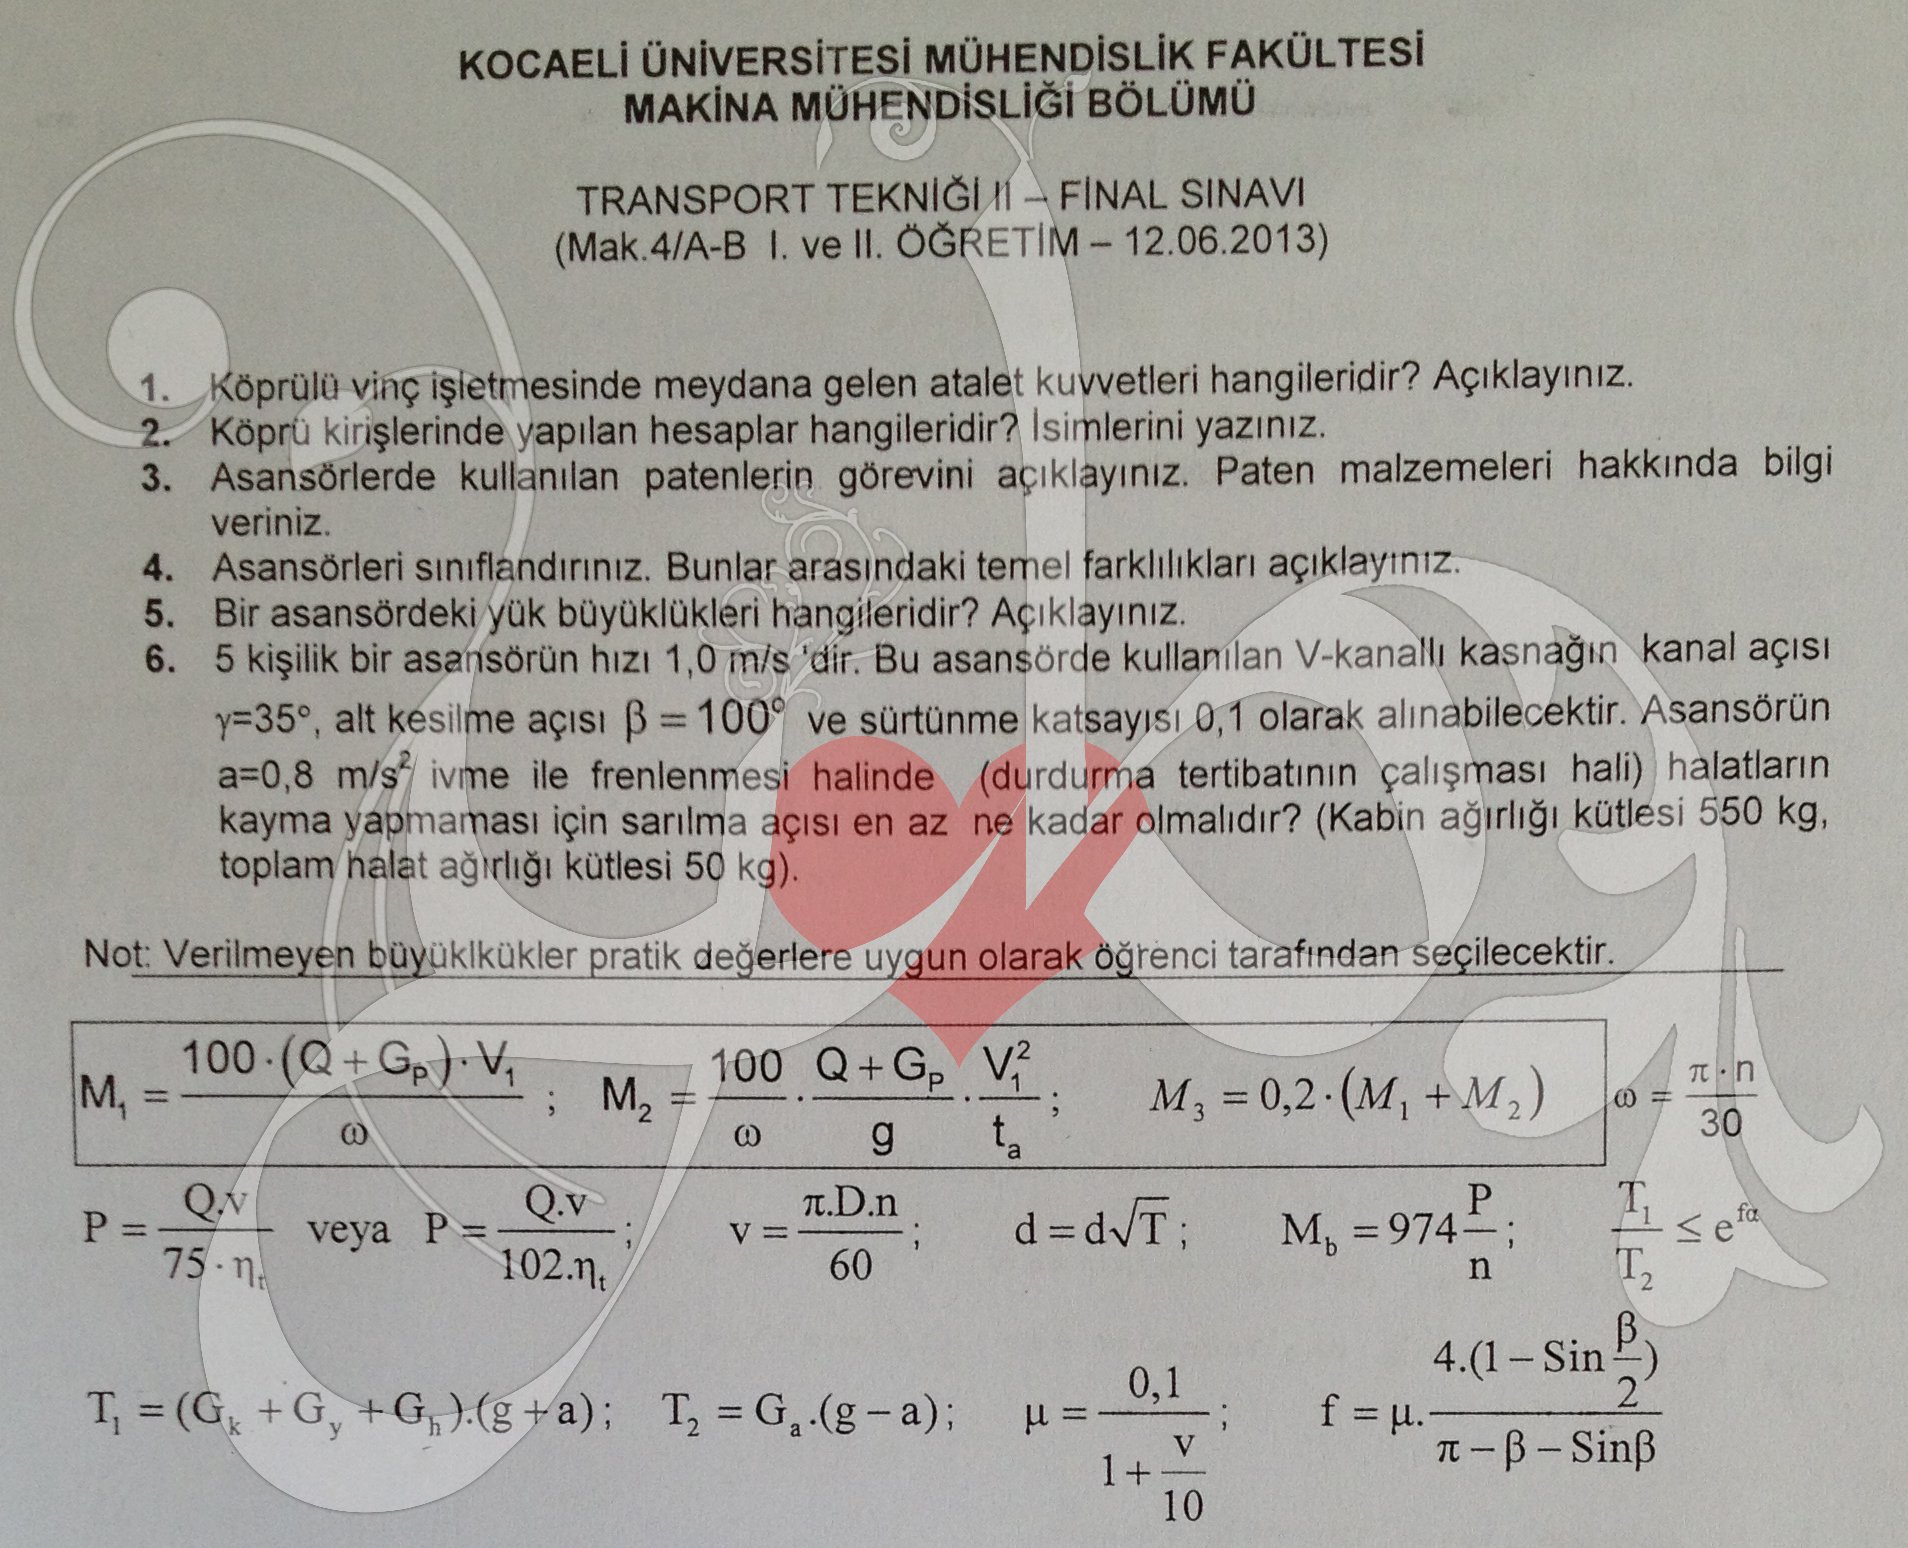 KOCAELİ ÜNİVERSİTESİ MÜHENDİSLİK FAKÜLTESİ
MAKİNA MÜHENDİSLİĞİ BÖLÜMÜ
TRANSPORT TEKNİĞİ II – FİNAL SINAVI
(Mak.4/A-B I. ve II. ÖĞRETİM – 12.06.2013)
1. Köprülü vinç işletmesinde meydana gelen atalet kuvvetleri hangileridir? Açıklayınız.
2. Köprü kirişlerinde yapılan hesaplar hangileridir? İsimlerini yazınız.
3. Asansörlerde kullanılan patenlerin görevini açıklayınız. Paten malzemeleri hakkında bilgi
veriniz.
4. Asansörleri sınıflandırınız. Bunlar arasındaki temel farklılıkları açıklayınız.
5. Bir asansördeki yük büyüklükleri hangileridir? Açıklayınız.
6. 5 kişilik bir asansörün hızı 1,0 m/s 'dir. Bu asansörde kullanılan V-kanallı kasnağın kanal açısı
γ=35°, alt kesilme açısı β = 100° ve sürtünme katsayısı 0,1 olarak alınabilecektir. Asansörün
a=0,8 m/s² ivme ile frenlenmesi halinde (durdurma tertibatının çalışması hali) halatların
kayma yapmaması için sarılma açısı en az ne kadar olmalıdır? (Kabin ağırlığı kütlesi 550 kg,
toplam halat ağırlığı kütlesi 50 kg).
Not: Verilmeyen büyüklkükler pratik değerlere uygun olarak öğrenci tarafından seçilecektir.
M₁ = 100·(Q + G_P)·V₁ / ω ; M₂ = 100/ω · (Q + G_P)/g · V₁²/t_a ; M₃ = 0,2·(M₁ + M₂) ω = π·n / 30
P = Q.v / 75·η_t veya P = Q.v / 102.η_t ; v = π.D.n / 60 ; d = d√T ; M_b = 974 P/n ; T₁/T₂ ≤ e^fα
T₁ = (G_k + G_y + G_h).(g + a) ; T₂ = G_a.(g − a) ; μ = 0,1 / (1 + v/10) ; f = μ. 4.(1 − Sin β/2) / (π − β − Sinβ)